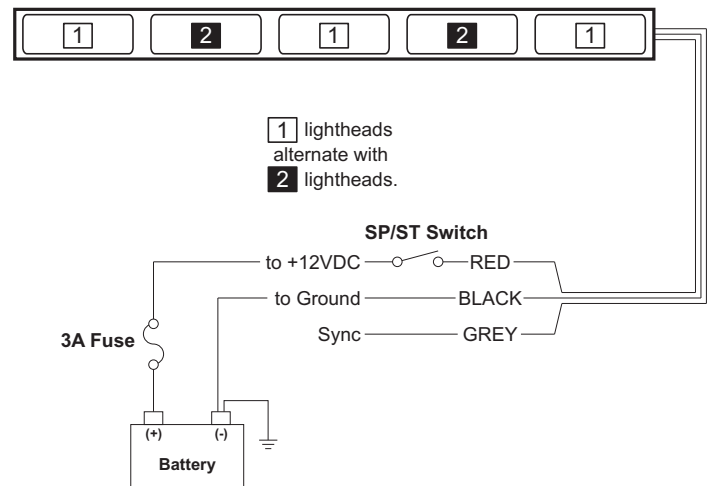 1 2 1 2 1
1 lightheads
alternate with
2 lightheads.
SP/ST Switch
to +12VDC RED
to Ground BLACK
Sync GREY
3A Fuse
(+) (-)
Battery